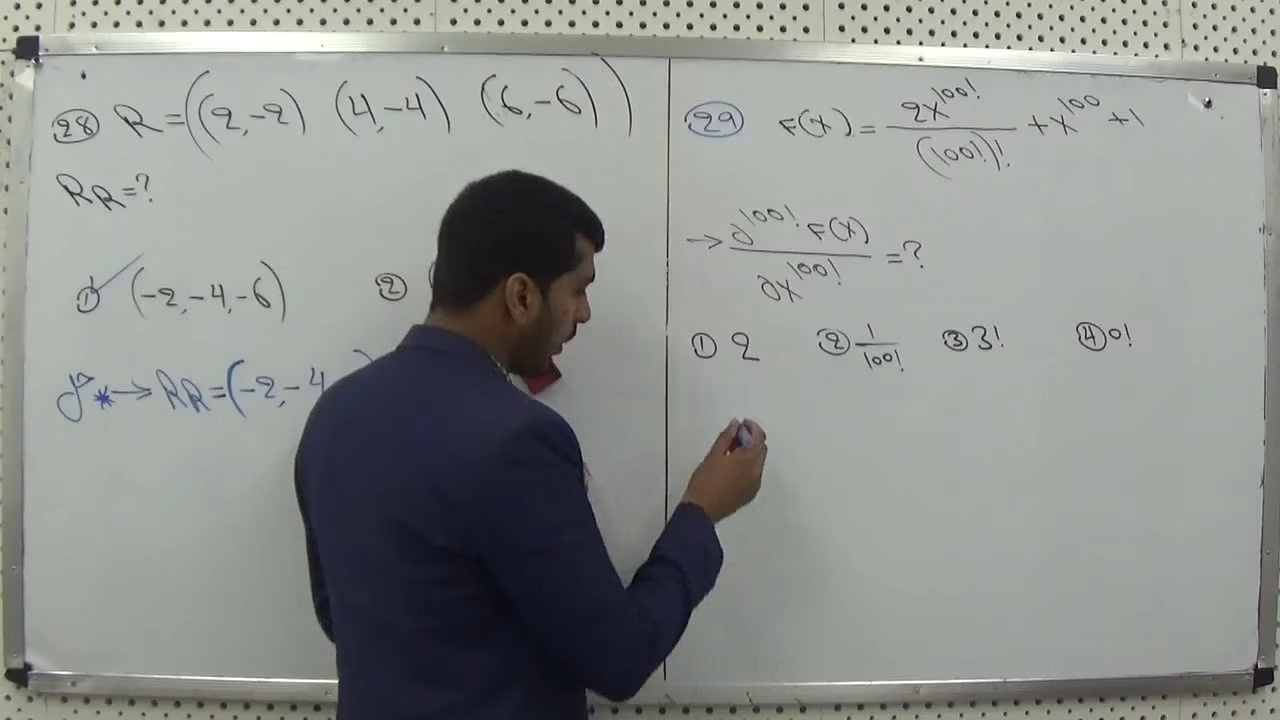 28 R = ((2,-2) (4,-4) (6,-6))
RR=?
① (-2,-4,-6) ②
* → RR=(-2,-4
29 F(X) = 2X^100! / (100!)! + X^100 + 1
→ ∂^100! F(X) / ∂X^100! = ?
① 2 ② 1/100! ③ 3! ④ 0!